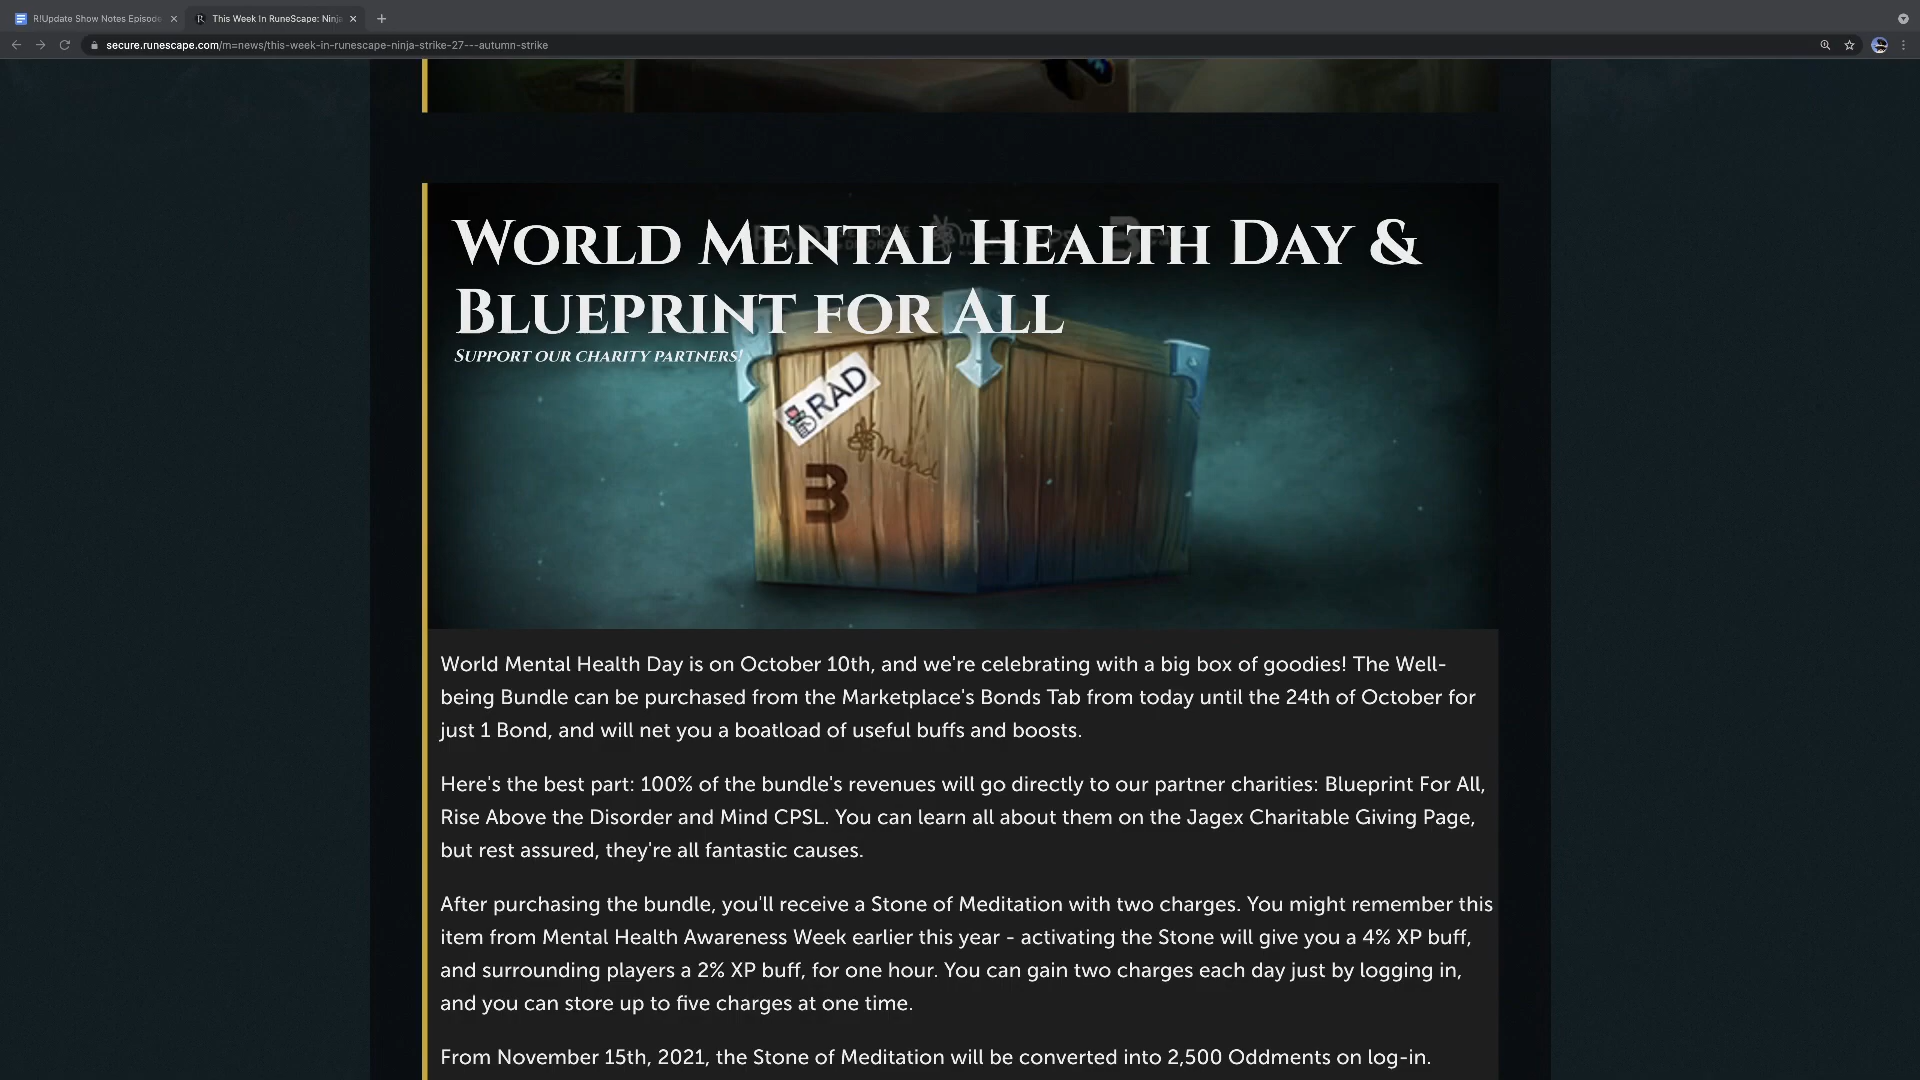 R!Update Show Notes Episode
This Week In RuneScape: Ninja
secure.runescape.com/m=news/this-week-in-runescape-ninja-strike-27---autumn-strike
World Mental Health Day &
Blueprint for All
Support our charity partners!
RAD
mind
B
World Mental Health Day is on October 10th, and we're celebrating with a big box of goodies! The Well-
being Bundle can be purchased from the Marketplace's Bonds Tab from today until the 24th of October for
just 1 Bond, and will net you a boatload of useful buffs and boosts.
Here's the best part: 100% of the bundle's revenues will go directly to our partner charities: Blueprint For All,
Rise Above the Disorder and Mind CPSL. You can learn all about them on the Jagex Charitable Giving Page,
but rest assured, they're all fantastic causes.
After purchasing the bundle, you'll receive a Stone of Meditation with two charges. You might remember this
item from Mental Health Awareness Week earlier this year - activating the Stone will give you a 4% XP buff,
and surrounding players a 2% XP buff, for one hour. You can gain two charges each day just by logging in,
and you can store up to five charges at one time.
From November 15th, 2021, the Stone of Meditation will be converted into 2,500 Oddments on log-in.